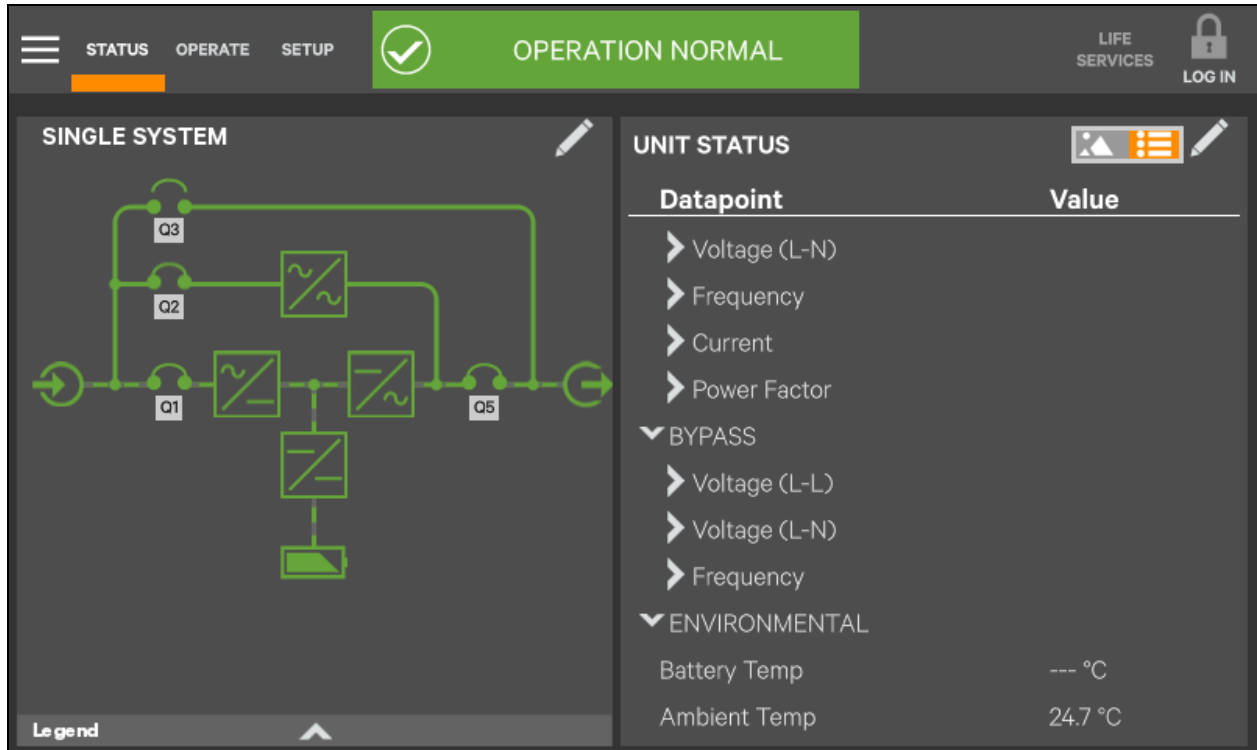 STATUS OPERATE SETUP
OPERATION NORMAL
LIFE
SERVICES
LOG IN
SINGLE SYSTEM
Q3
Q2
Q1
Q5
Legend
UNIT STATUS
Datapoint Value
Voltage (L-N)
Frequency
Current
Power Factor
BYPASS
Voltage (L-L)
Voltage (L-N)
Frequency
ENVIRONMENTAL
Battery Temp --- °C
Ambient Temp 24.7 °C